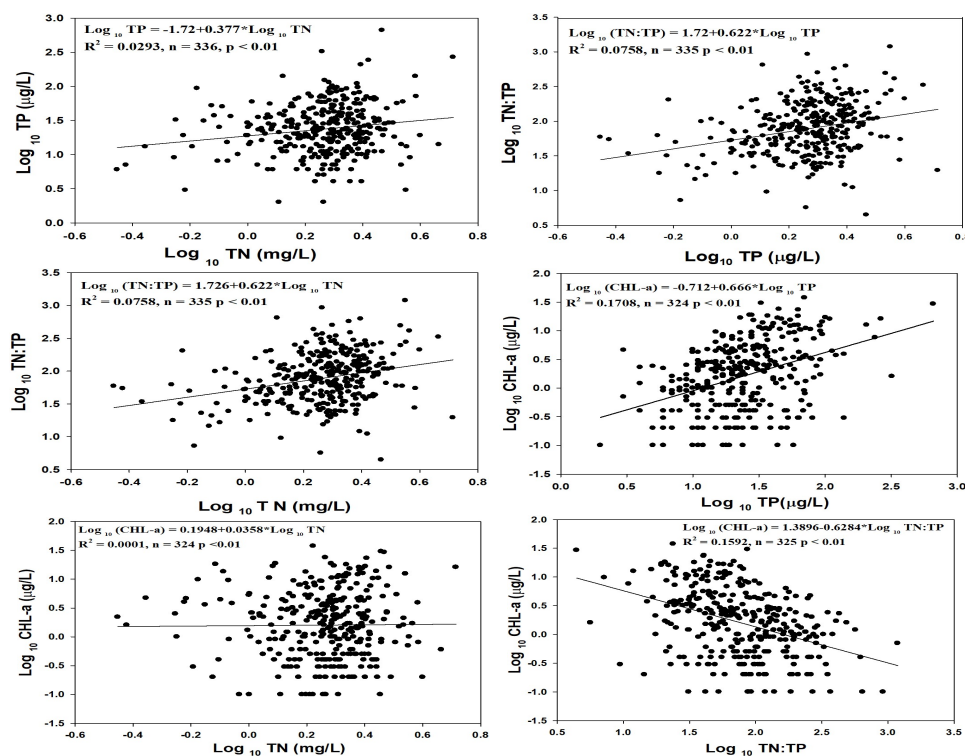 Log 10 TP = -1.72+0.377*Log 10 TN
R2 = 0.0293, n = 336, p < 0.01
Log 10 TP (µg/L)
3.0
2.5
2.0
1.5
1.0
0.5
0.0
-0.6 -0.4 -0.2 0.0 0.2 0.4 0.6 0.8
Log 10 TN (mg/L)
Log 10 (TN:TP) = 1.72+0.622*Log 10 TP
R2 = 0.0758, n = 335 p < 0.01
Log 10 TN:TP
3.5
3.0
2.5
2.0
1.5
1.0
0.5
-0.6 -0.4 -0.2 0.0 0.2 0.4 0.6
Log10 TP (µg/L)
Log 10 (TN:TP) = 1.726+0.622*Log 10 TN
R2 = 0.0758, n = 335 p < 0.01
Log 10 TN:TP
3.5
3.0
2.5
2.0
1.5
1.0
0.5
-0.6 -0.4 -0.2 0.0 0.2 0.4 0.6 0.8
Log 10 T N (mg/L)
Log 10 (CHL-a) = -0.712+0.666*Log 10 TP
R2 = 0.1708, n = 324 p < 0.01
Log 10 CHL-a (µg/L)
2.0
1.5
1.0
0.5
0.0
-0.5
-1.0
-1.5
0.0 0.5 1.0 1.5 2.0 2.5 3.0
Log 10 TP(µg/L)
Log 10 (CHL-a) = 0.1948+0.0358*Log 10 TN
R2 = 0.0001, n = 324 p <0.01
Log 10 CHL-a (µg/L)
2.0
1.5
1.0
0.5
0.0
-0.5
-1.0
-1.5
-0.6 -0.4 -0.2 0.0 0.2 0.4 0.6 0.8
Log 10 TN (mg/L)
Log 10 (CHL-a) = 1.3896-0.6284*Log 10 TN:TP
R2 = 0.1592, n = 325 p < 0.01
Log 10 CHL-a (µg/L)
2.0
1.5
1.0
0.5
0.0
-0.5
-1.0
-1.5
0.5 1.0 1.5 2.0 2.5 3.0 3.5
Log 10 TN:TP